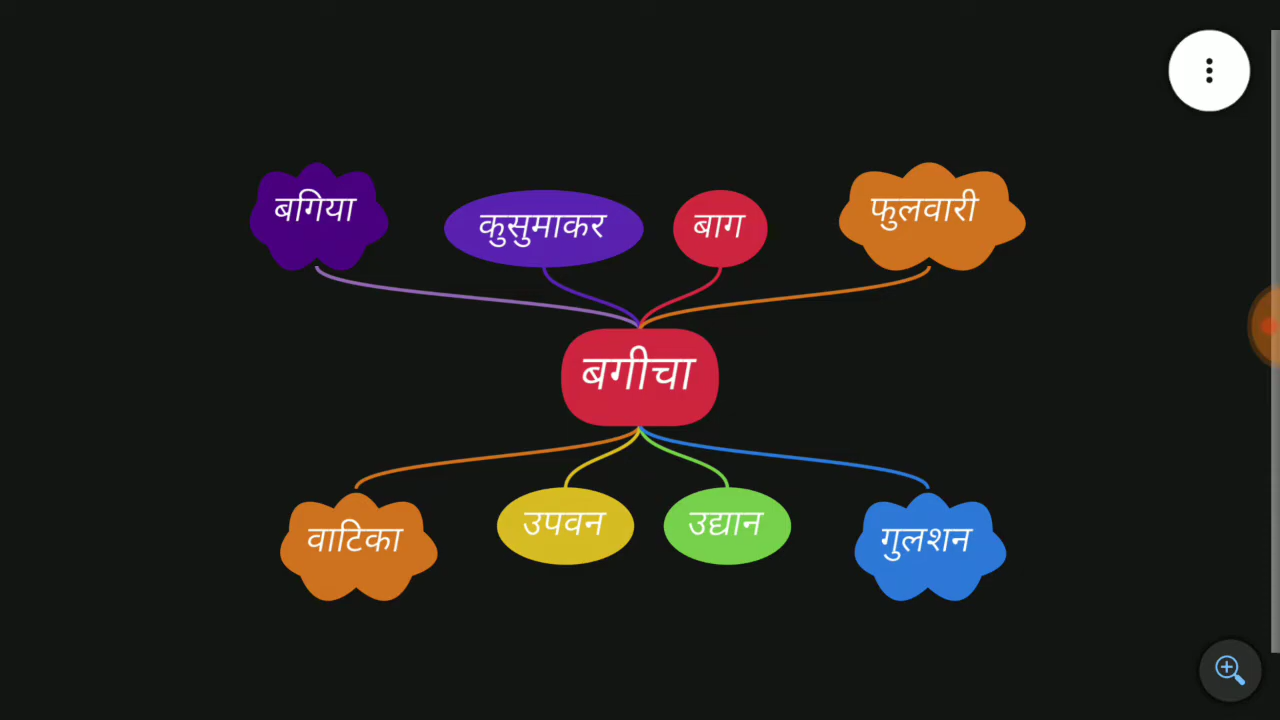 बगिया
कुसुमाकर
बाग
फुलवारी
बगीचा
वाटिका
उपवन
उद्यान
गुलशन